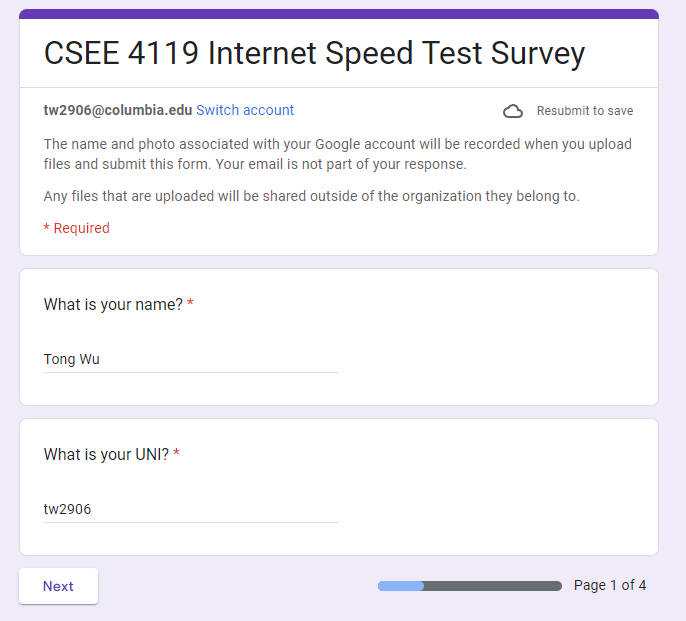 CSEE 4119 Internet Speed Test Survey
tw2906@columbia.edu Switch account
Resubmit to save
The name and photo associated with your Google account will be recorded when you upload
files and submit this form. Your email is not part of your response.
Any files that are uploaded will be shared outside of the organization they belong to.
* Required
What is your name? *
Tong Wu
What is your UNI? *
tw2906
Next
Page 1 of 4